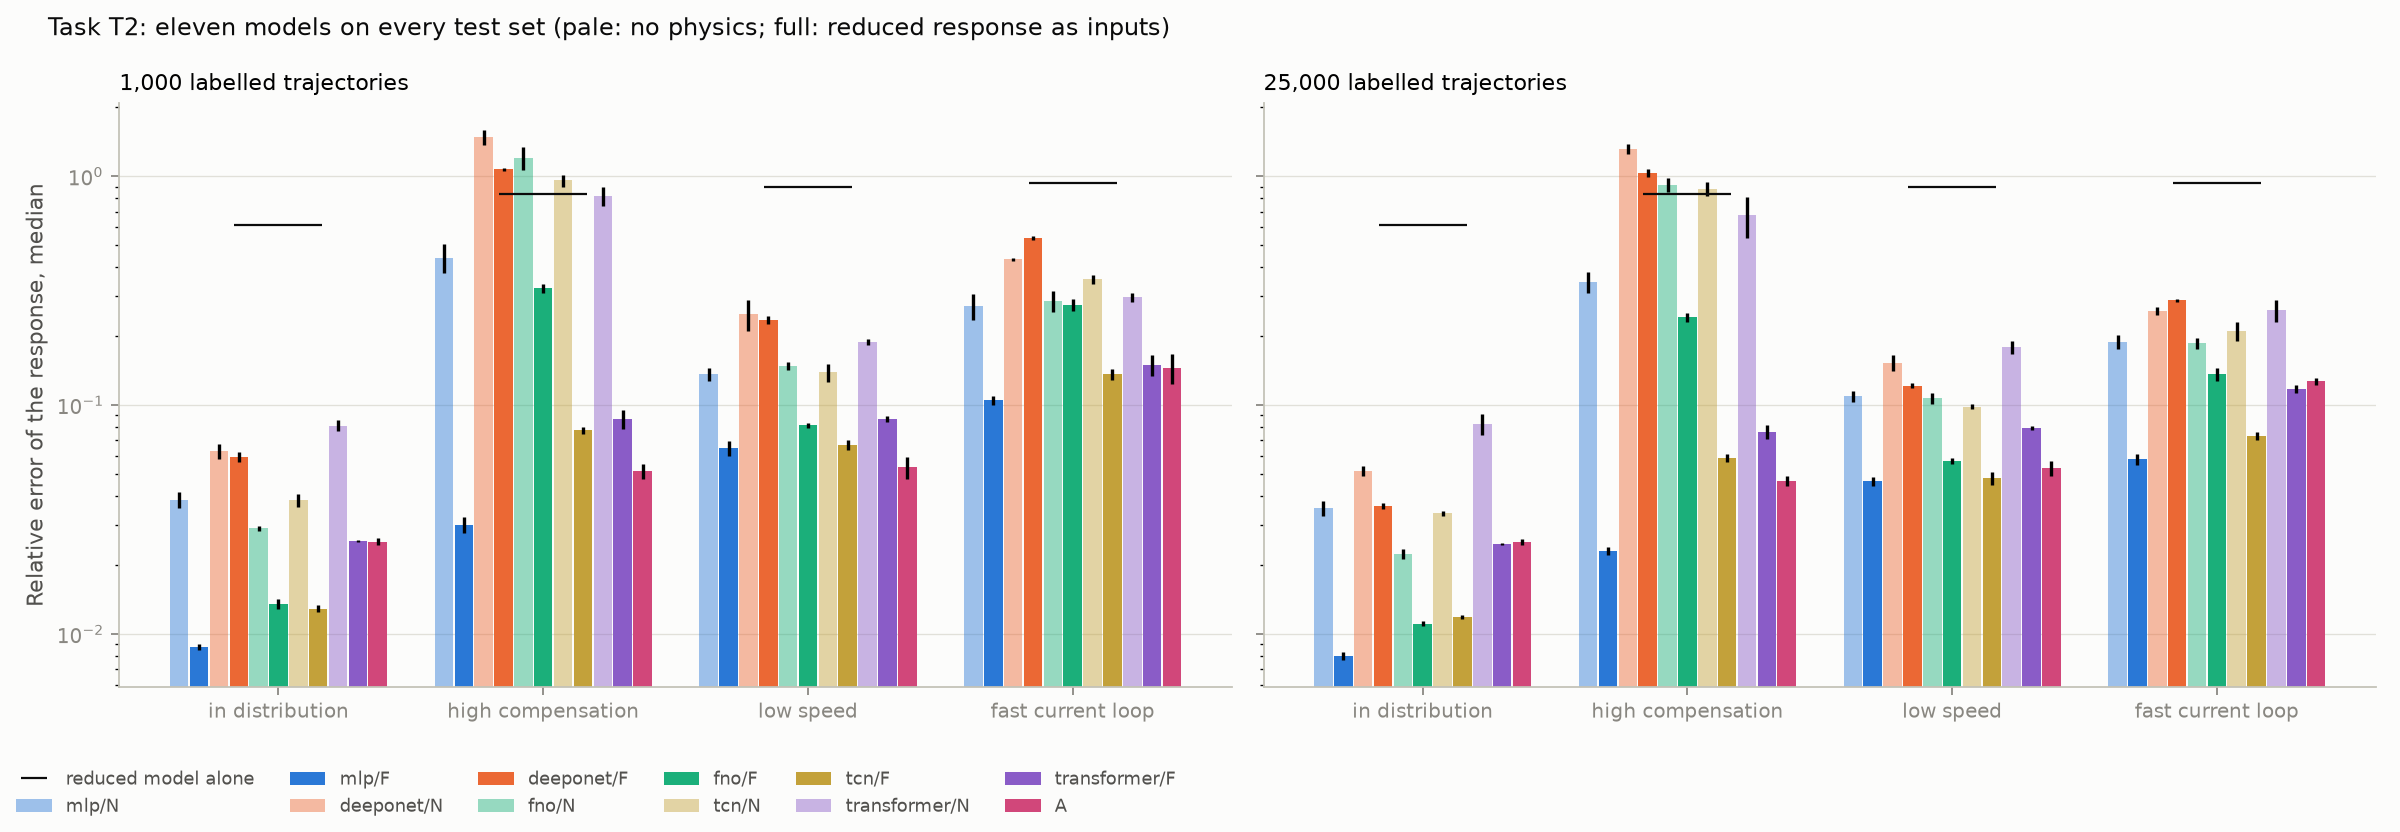 Task T2: eleven models on every test set (pale: no physics; full: reduced response as inputs)
1,000 labelled trajectories
25,000 labelled trajectories
Relative error of the response, median
10⁰
10⁻¹
10⁻²
in distribution
high compensation
low speed
fast current loop
in distribution
high compensation
low speed
fast current loop
reduced model alone
mlp/F
deeponet/F
fno/F
tcn/F
transformer/F
mlp/N
deeponet/N
fno/N
tcn/N
transformer/N
A